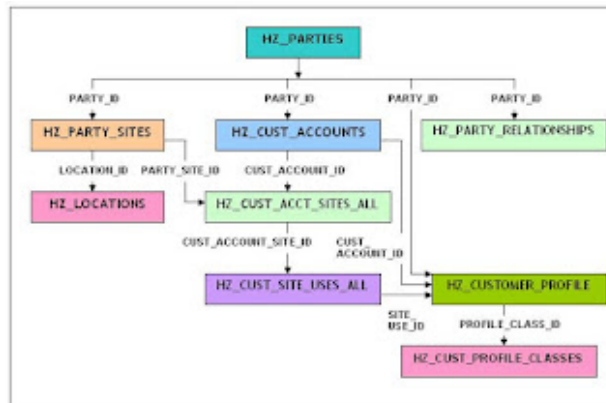 HZ_PARTIES
PARTY_ID PARTY_ID PARTY_ID PARTY_ID
HZ_PARTY_SITES HZ_CUST_ACCOUNTS HZ_PARTY_RELATIONSHIPS
LOCATION_ID PARTY_SITE_ID CUST_ACCOUNT_ID
HZ_LOCATIONS HZ_CUST_ACCT_SITES_ALL
CUST_ACCOUNT_SITE_ID CUST_
ACCOUNT_ID
HZ_CUST_SITE_USES_ALL HZ_CUSTOMER_PROFILE
SITE_
USE_ID PROFILE_CLASS_ID
HZ_CUST_PROFILE_CLASSES